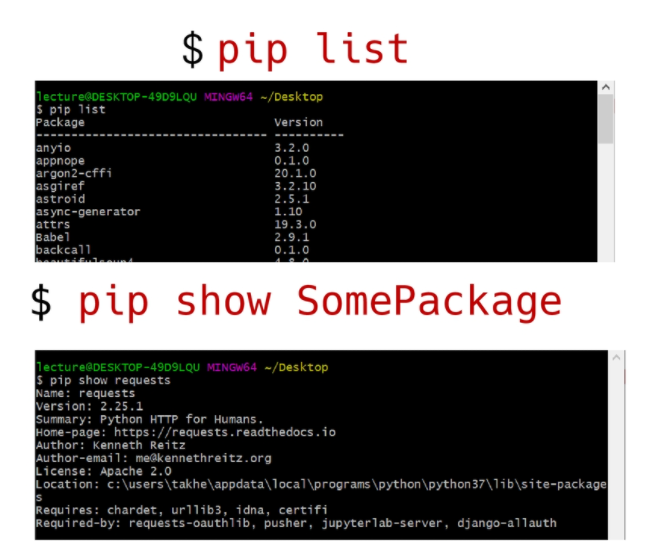 $ pip list
lecture@DESKTOP-49D9LQU MINGW64 ~/Desktop
$ pip list
Package Version
-------------------------------- ----------
anyio 3.2.0
appnope 0.1.0
argon2-cffi 20.1.0
asgiref 3.2.10
astroid 2.5.1
async-generator 1.10
attrs 19.3.0
Babel 2.9.1
backcall 0.1.0
$ pip show SomePackage
lecture@DESKTOP-49D9LQU MINGW64 ~/Desktop
$ pip show requests
Name: requests
Version: 2.25.1
Summary: Python HTTP for Humans.
Home-page: https://requests.readthedocs.io
Author: Kenneth Reitz
Author-email: me@kennethreitz.org
License: Apache 2.0
Location: c:\users\takhe\appdata\local\programs\python\python37\lib\site-package
s
Requires: chardet, urllib3, idna, certifi
Required-by: requests-oauthlib, pusher, jupyterlab-server, django-allauth